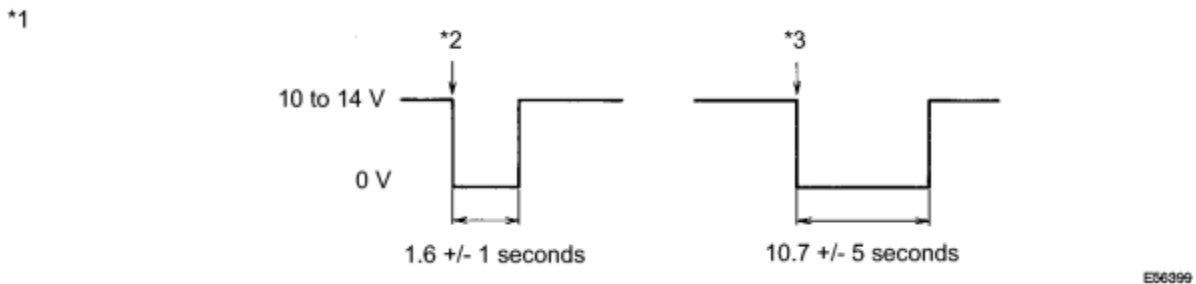 *1
*2
*3
10 to 14 V
0 V
1.6 +/- 1 seconds
10.7 +/- 5 seconds
E56399